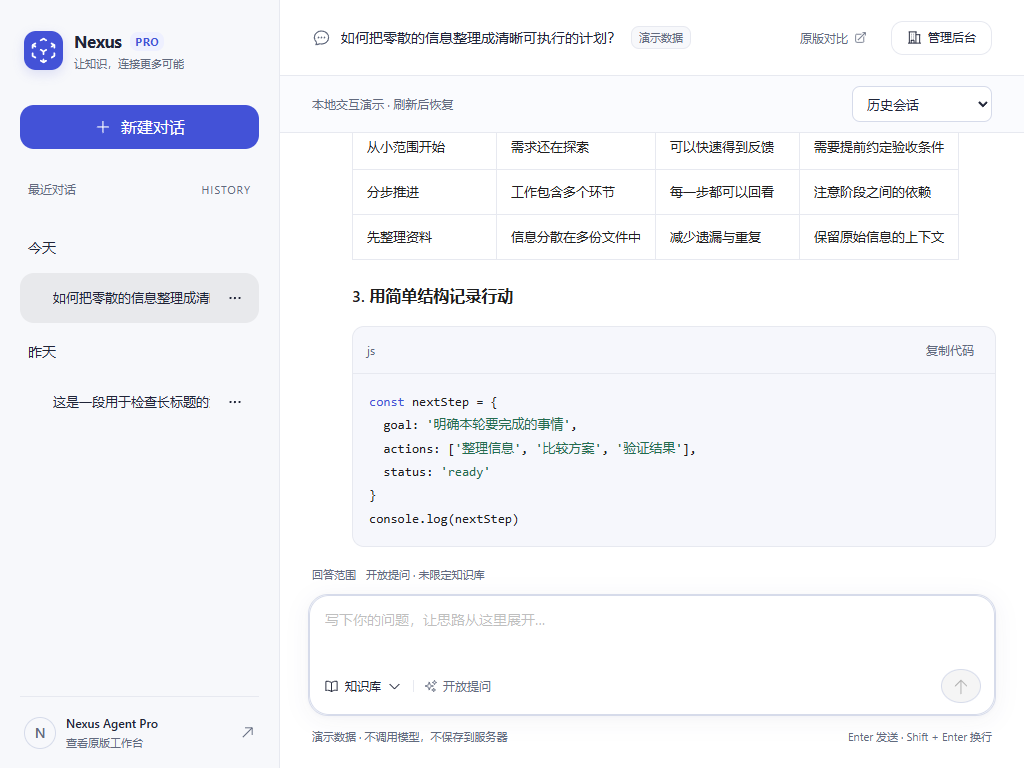 Nexus PRO
让知识，连接更多可能
新建对话
最近对话 HISTORY
今天
如何把零散的信息整理成清 ···
昨天
这是一段用于检查长标题的 ···
N
Nexus Agent Pro
查看原版工作台
如何把零散的信息整理成清晰可执行的计划？ 演示数据 原版对比 管理后台
本地交互演示 · 刷新后恢复 历史会话
从小范围开始 需求还在探索 可以快速得到反馈 需要提前约定验收条件
分步推进 工作包含多个环节 每一步都可以回看 注意阶段之间的依赖
先整理资料 信息分散在多份文件中 减少遗漏与重复 保留原始信息的上下文
3. 用简单结构记录行动
js 复制代码
const nextStep = {
goal: '明确本轮要完成的事情',
actions: ['整理信息', '比较方案', '验证结果'],
status: 'ready'
}
console.log(nextStep)
回答范围 开放提问 · 未限定知识库
写下你的问题，让思路从这里展开...
知识库 开放提问
演示数据 · 不调用模型，不保存到服务器 Enter 发送 · Shift + Enter 换行